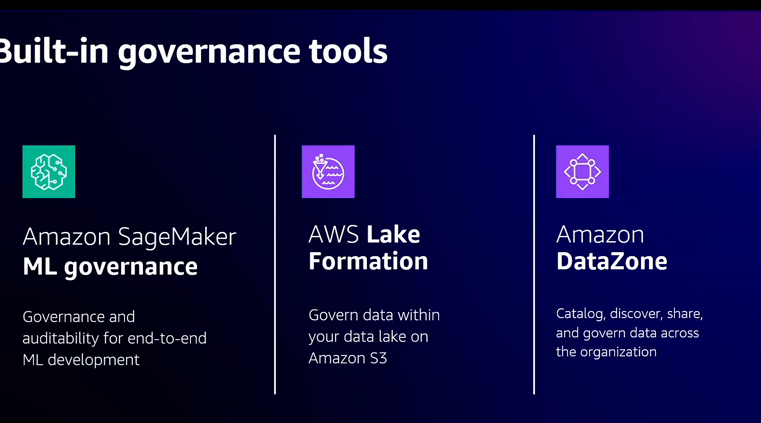 Built-in governance tools
Amazon SageMaker
ML governance
Governance and
auditability for end-to-end
ML development
AWS Lake
Formation
Govern data within
your data lake on
Amazon S3
Amazon
DataZone
Catalog, discover, share,
and govern data across
the organization